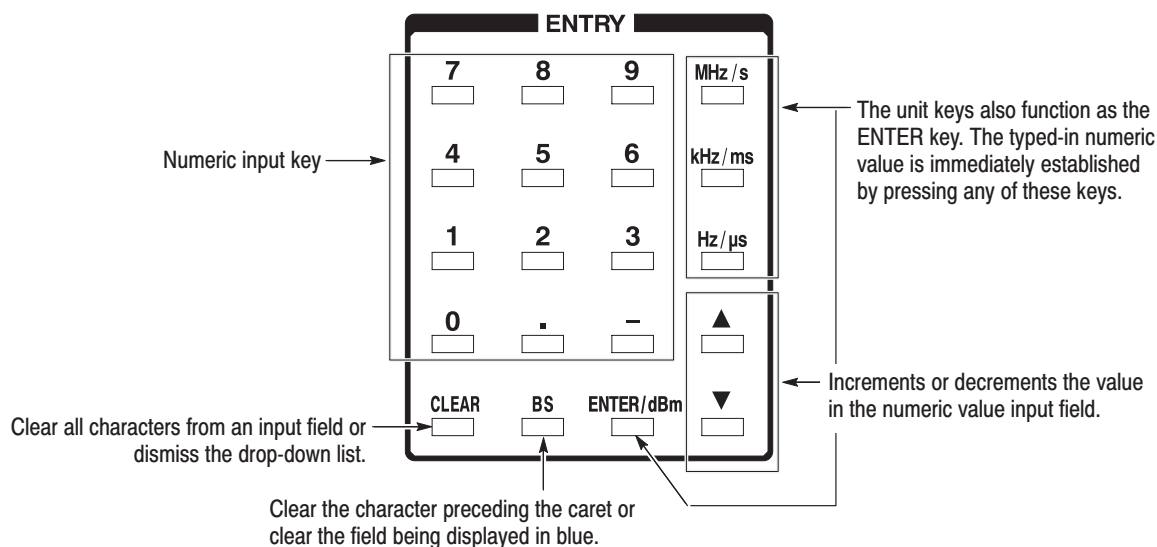 ENTRY
7 8 9 MHz/s
4 5 6 kHz/ms
1 2 3 Hz/µs
0 . – ▲
CLEAR BS ENTER/dBm ▼
Numeric input key
The unit keys also function as the
ENTER key. The typed-in numeric
value is immediately established
by pressing any of these keys.
Increments or decrements the value
in the numeric value input field.
Clear all characters from an input field or
dismiss the drop-down list.
Clear the character preceding the caret or
clear the field being displayed in blue.